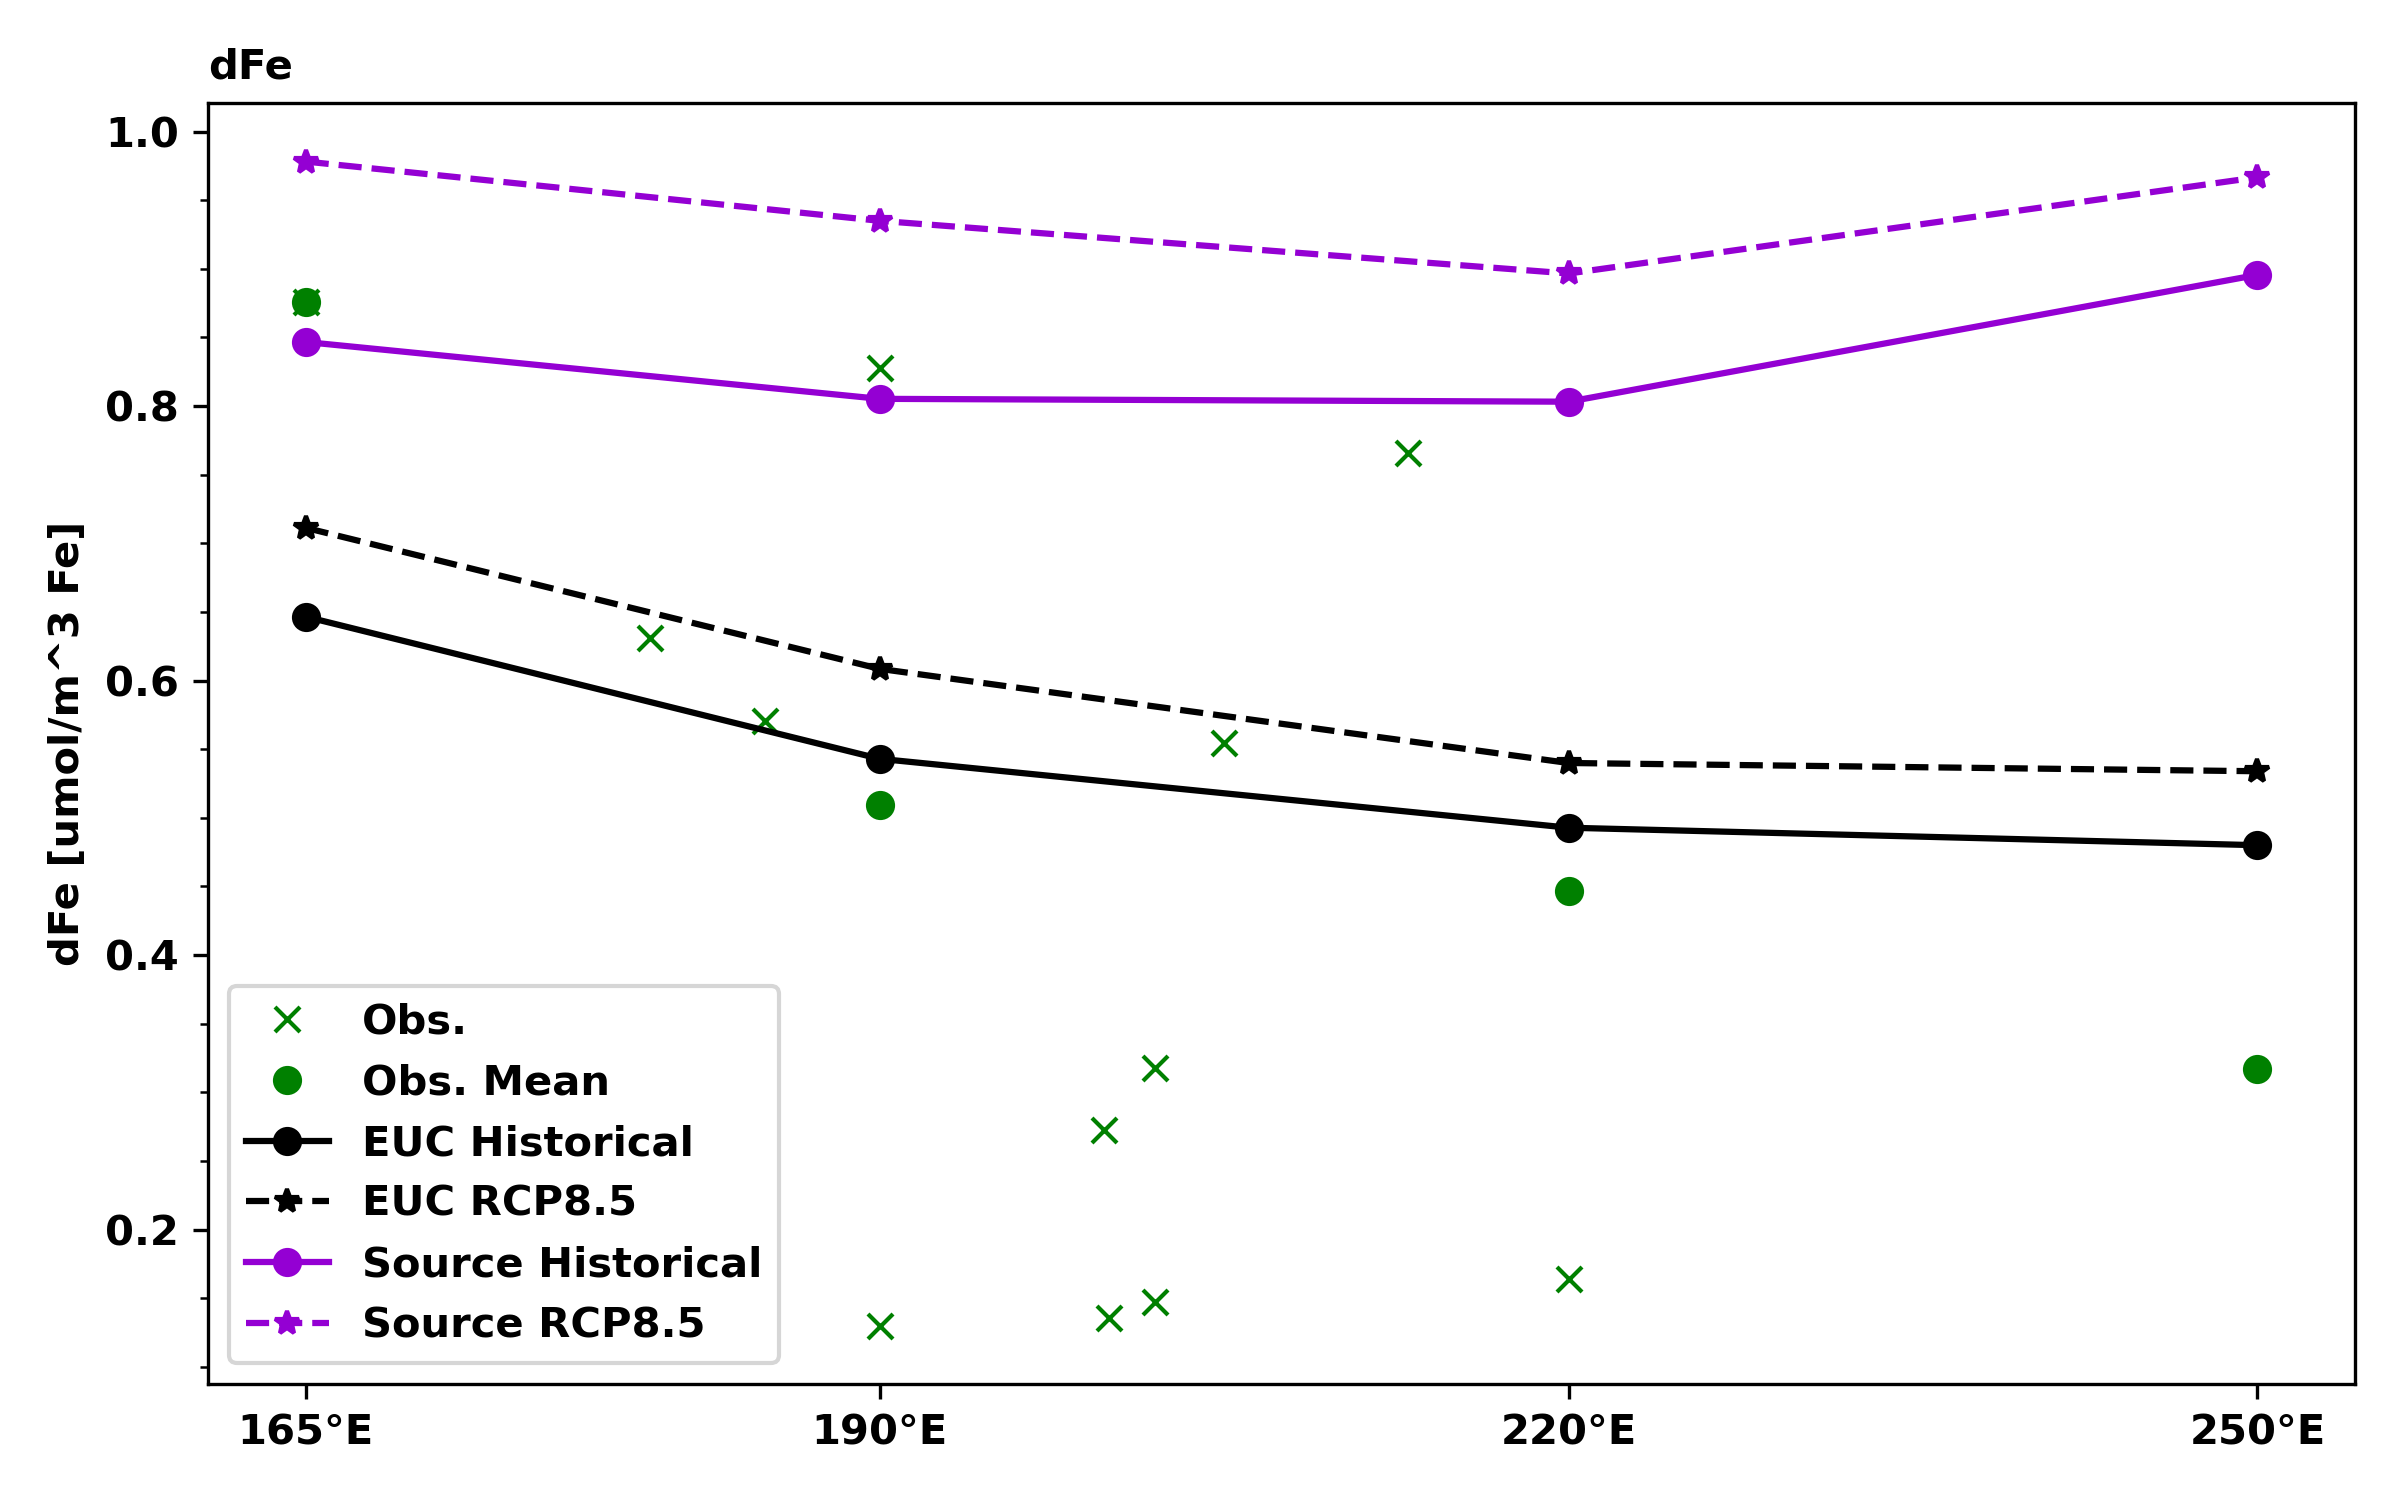 dFe
1.0
0.8
0.6
0.4
0.2
dFe [umol/m^3 Fe]
Obs.
Obs. Mean
EUC Historical
EUC RCP8.5
Source Historical
Source RCP8.5
165°E
190°E
220°E
250°E